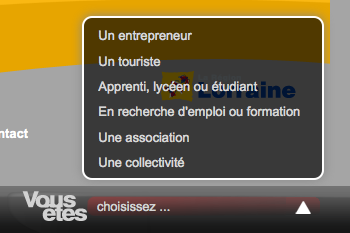 Un entrepreneur
Un touriste
Apprenti, lycéen ou étudiant
Lorraine
En recherche d'emploi ou formation
ntact
Une association
Une collectivité
Vous
êtes
choisissez ...